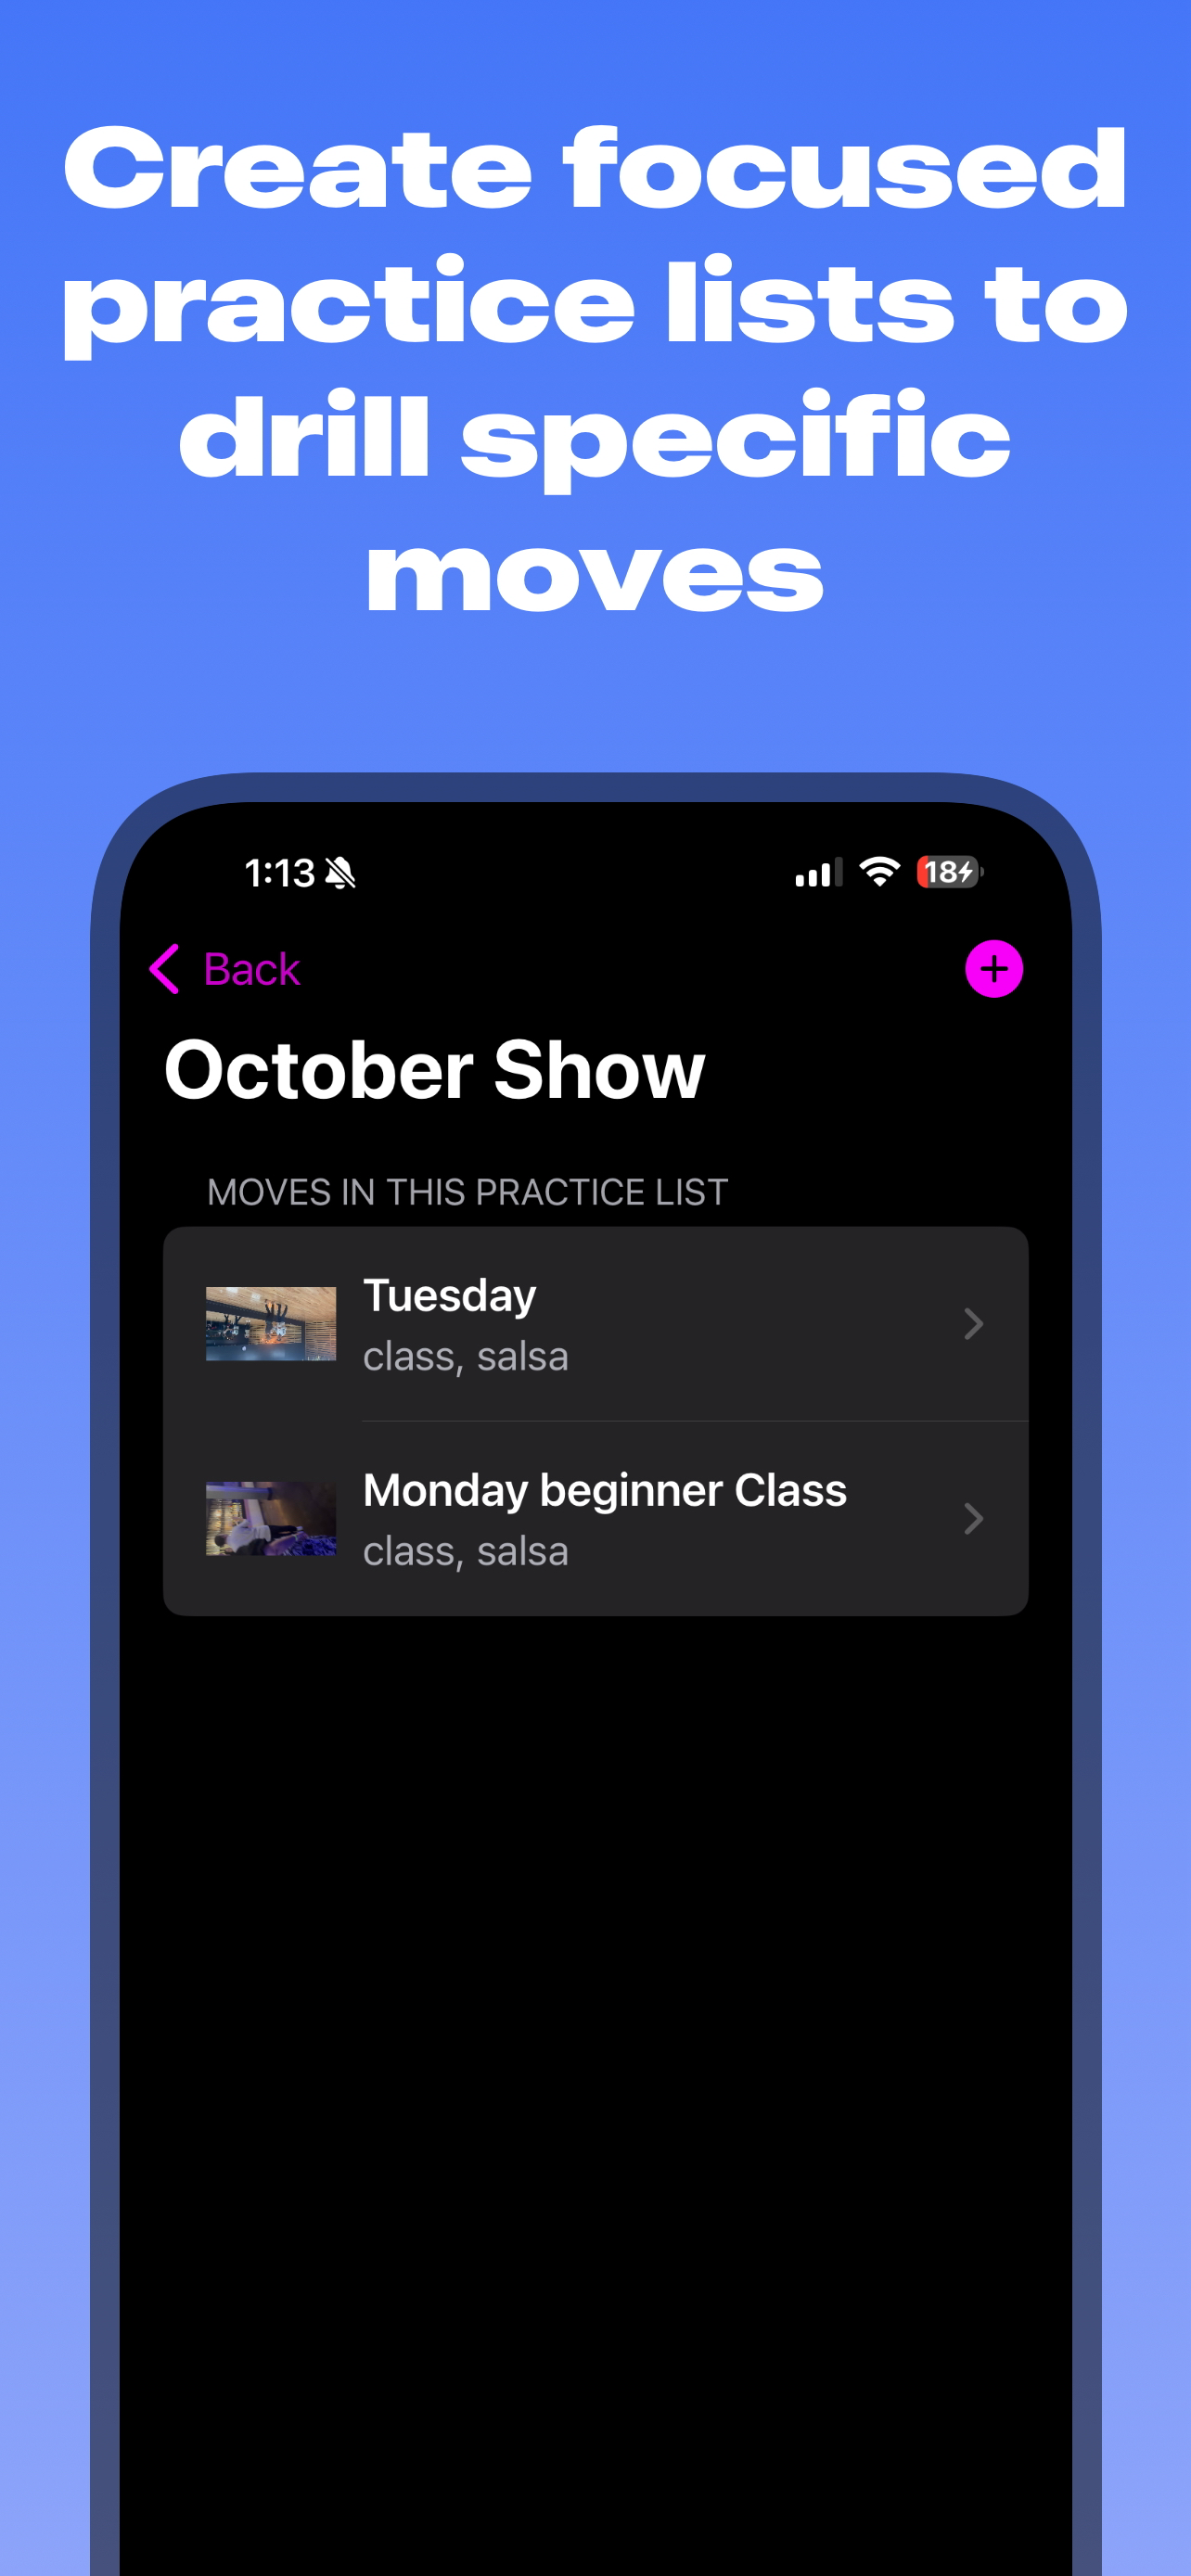 Create focused
practice lists to
drill specific
moves
1:13
18
Back
October Show
MOVES IN THIS PRACTICE LIST
Tuesday
class, salsa
Monday beginner Class
class, salsa